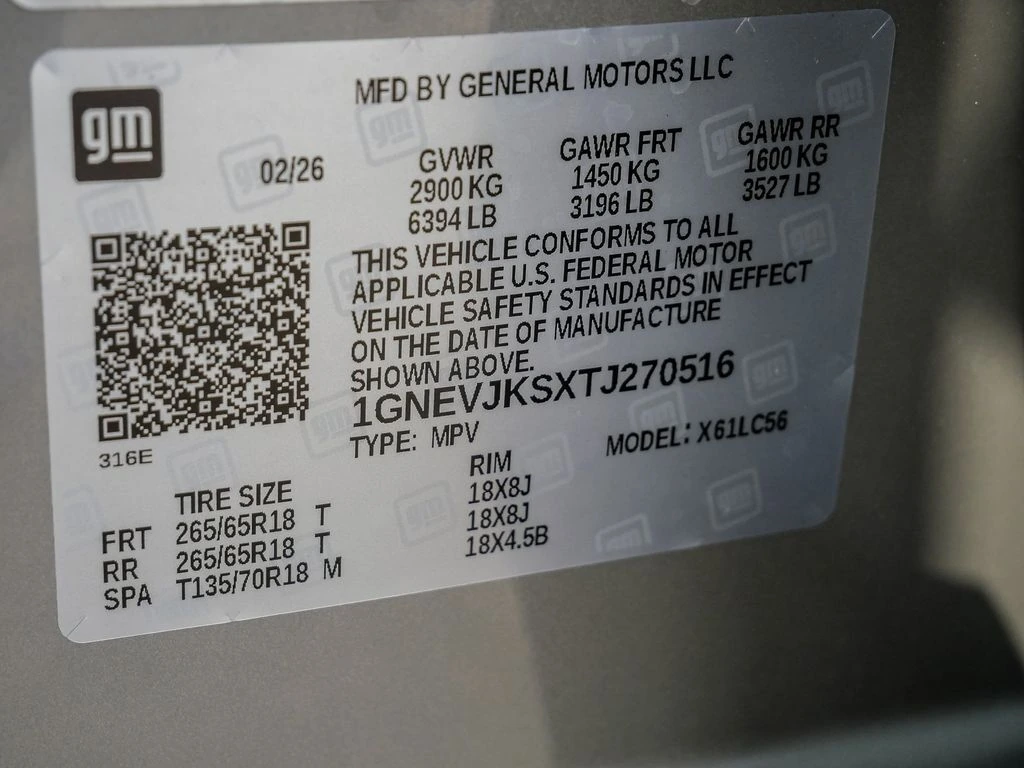 gm
MFD BY GENERAL MOTORS LLC
02/26
GVWR GAWR FRT GAWR RR
2900 KG 1450 KG 1600 KG
6394 LB 3196 LB 3527 LB
THIS VEHICLE CONFORMS TO ALL
APPLICABLE U.S. FEDERAL MOTOR
VEHICLE SAFETY STANDARDS IN EFFECT
ON THE DATE OF MANUFACTURE
SHOWN ABOVE.
1GNEVJKSXTJ270516
TYPE: MPV MODEL: X61LC56
316E
TIRE SIZE RIM
FRT 265/65R18 T 18X8J
RR 265/65R18 T 18X8J
SPA T135/70R18 M 18X4.5B